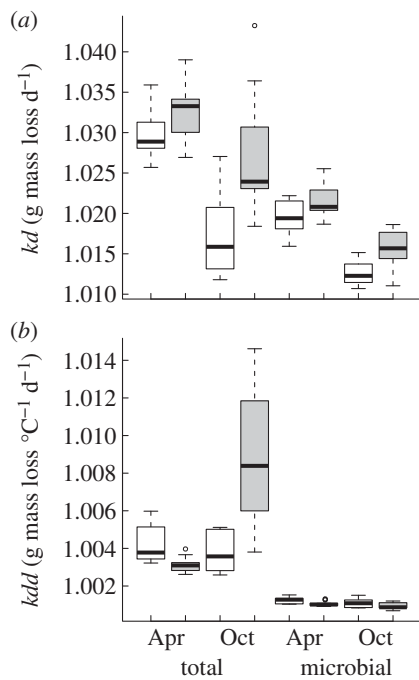 (a)
1.040
1.035
1.030
1.025
1.020
1.015
1.010
kd (g mass loss d⁻¹)
(b)
1.014
1.012
1.010
1.008
1.006
1.004
1.002
kdd (g mass loss °C⁻¹ d⁻¹)
Apr Oct Apr Oct
total microbial